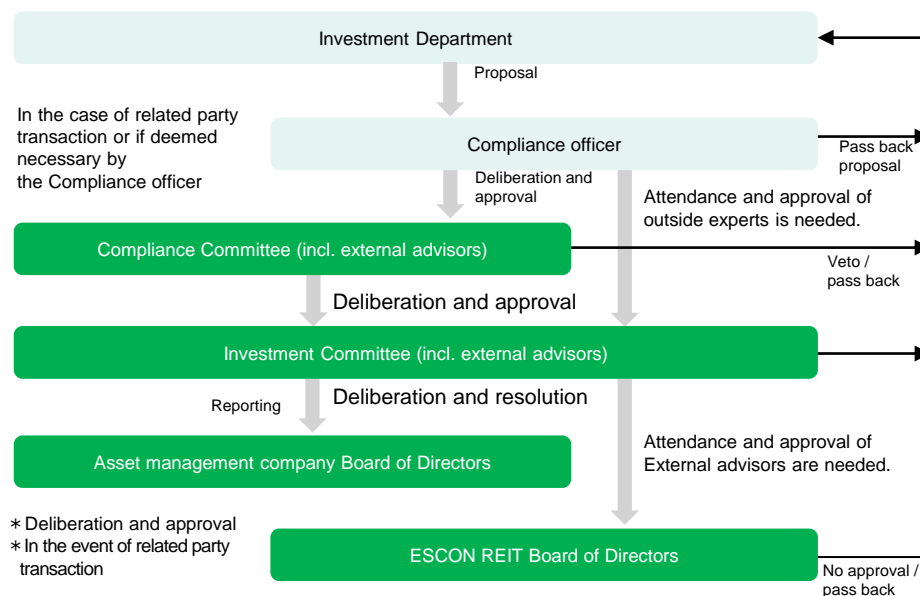 Investment Department
Proposal
In the case of related party
transaction or if deemed
necessary by
the Compliance officer
Compliance officer
Pass back
proposal
Deliberation and
approval
Attendance and approval of
outside experts is needed.
Compliance Committee (incl. external advisors)
Veto /
pass back
Deliberation and approval
Investment Committee (incl. external advisors)
Reporting
Deliberation and resolution
Asset management company Board of Directors
Attendance and approval of
External advisors are needed.
＊Deliberation and approval
＊In the event of related party
transaction
ESCON REIT Board of Directors
No approval /
pass back